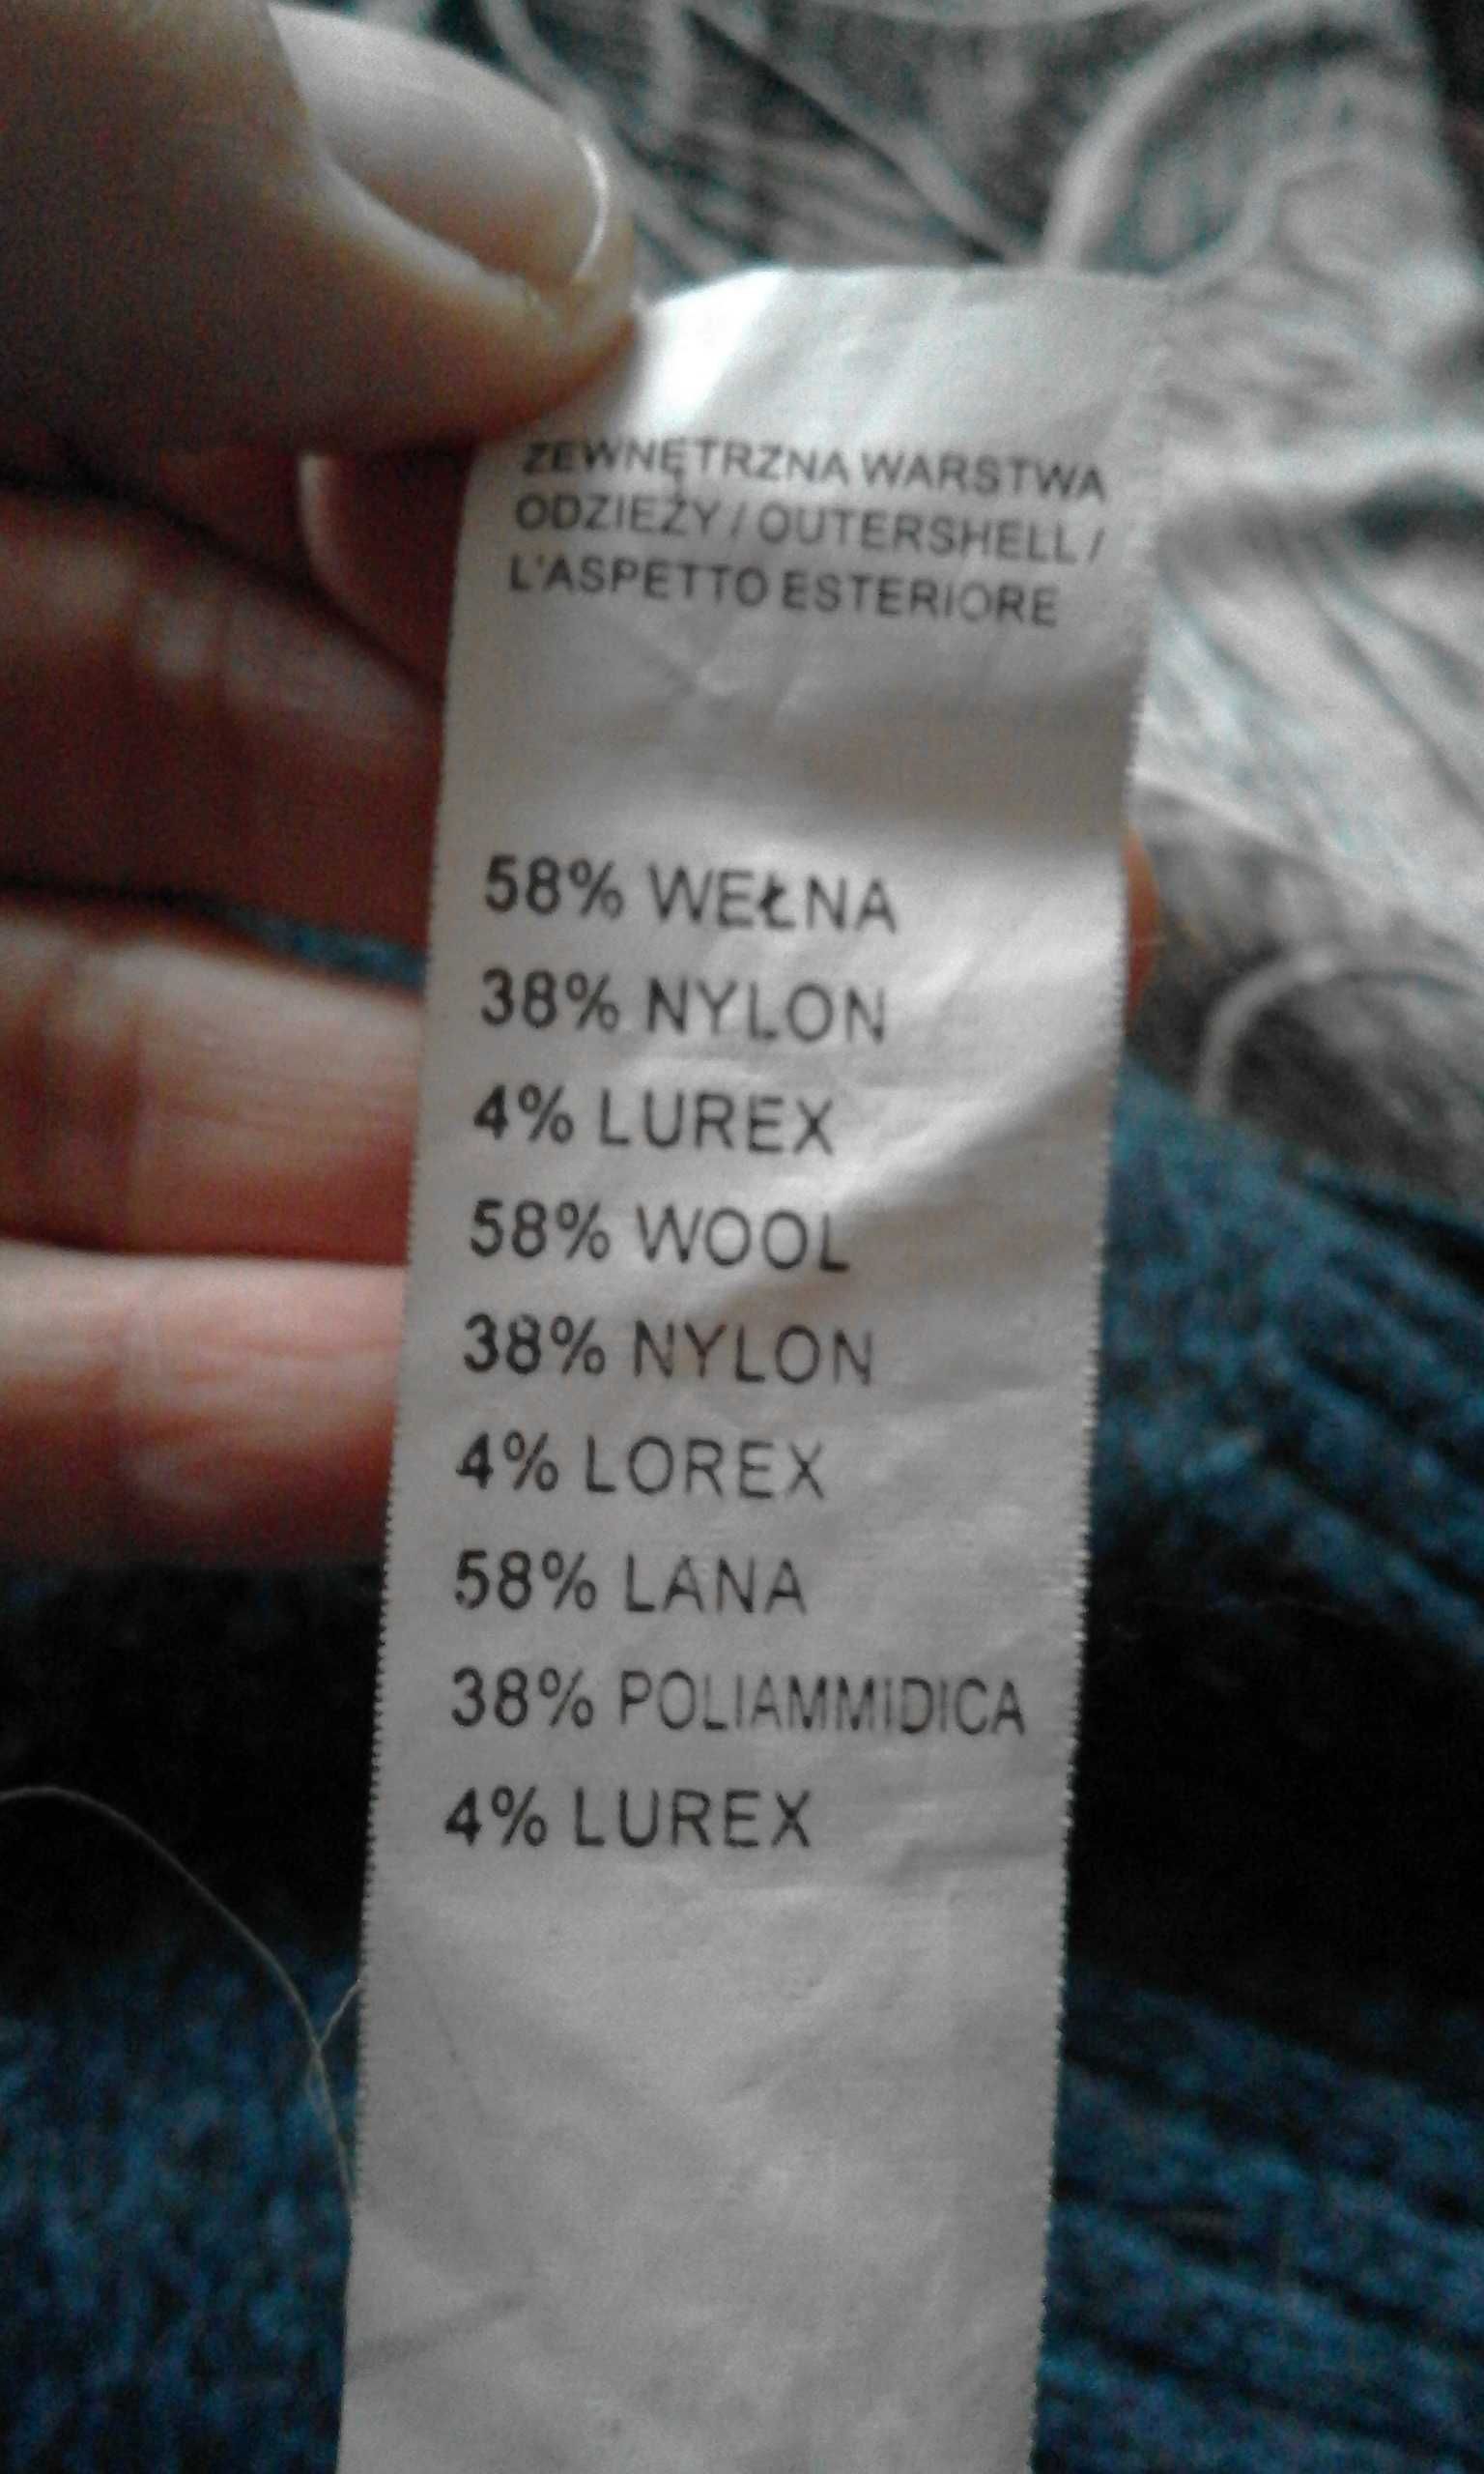 ZEWNĘTRZNA WARSTWA
ODZIEŻY / OUTERSHELL /
L'ASPETTO ESTERIORE
58% WEŁNA
38% NYLON
4% LUREX
58% WOOL
38% NYLON
4% LOREX
58% LANA
38% POLIAMMIDICA
4% LUREX